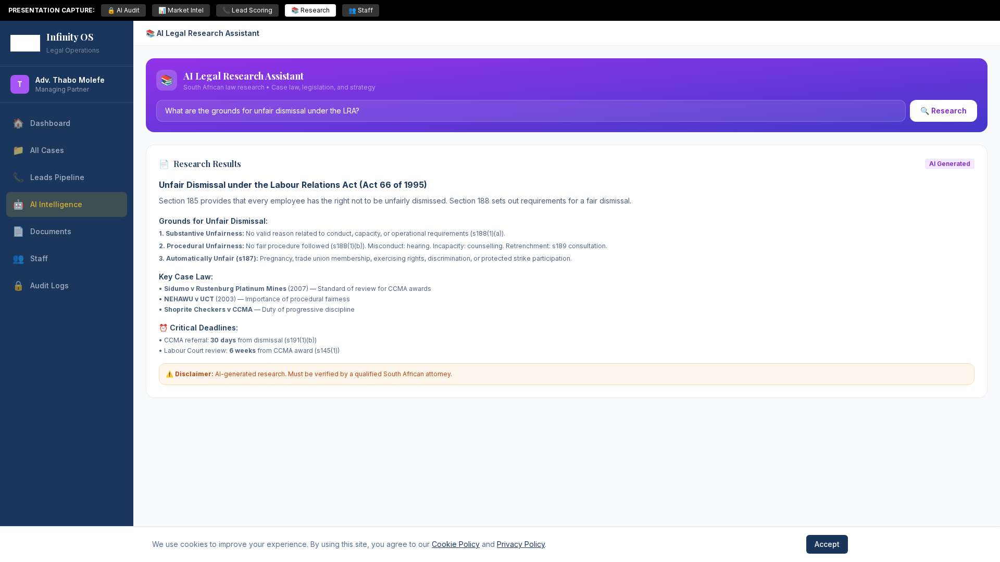 PRESENTATION CAPTURE: 🔒 AI Audit 📊 Market Intel 📞 Lead Scoring 📚 Research 👥 Staff
Infinity OS
Legal Operations
T
Adv. Thabo Molefe
Managing Partner
🏠 Dashboard
📁 All Cases
📞 Leads Pipeline
🤖 AI Intelligence
📄 Documents
👥 Staff
🔒 Audit Logs
📚 AI Legal Research Assistant
📚 AI Legal Research Assistant
South African law research • Case law, legislation, and strategy
What are the grounds for unfair dismissal under the LRA?
🔍 Research
📄 Research Results
AI Generated
Unfair Dismissal under the Labour Relations Act (Act 66 of 1995)
Section 185 provides that every employee has the right not to be unfairly dismissed. Section 188 sets out requirements for a fair dismissal.
Grounds for Unfair Dismissal:
1. Substantive Unfairness: No valid reason related to conduct, capacity, or operational requirements (s188(1)(a)).
2. Procedural Unfairness: No fair procedure followed (s188(1)(b)). Misconduct: hearing. Incapacity: counselling. Retrenchment: s189 consultation.
3. Automatically Unfair (s187): Pregnancy, trade union membership, exercising rights, discrimination, or protected strike participation.
Key Case Law:
• Sidumo v Rustenburg Platinum Mines (2007) — Standard of review for CCMA awards
• NEHAWU v UCT (2003) — Importance of procedural fairness
• Shoprite Checkers v CCMA — Duty of progressive discipline
⏰ Critical Deadlines:
• CCMA referral: 30 days from dismissal (s191(1)(b))
• Labour Court review: 6 weeks from CCMA award (s145(1))
⚠️ Disclaimer: AI-generated research. Must be verified by a qualified South African attorney.
We use cookies to improve your experience. By using this site, you agree to our Cookie Policy and Privacy Policy.
Accept